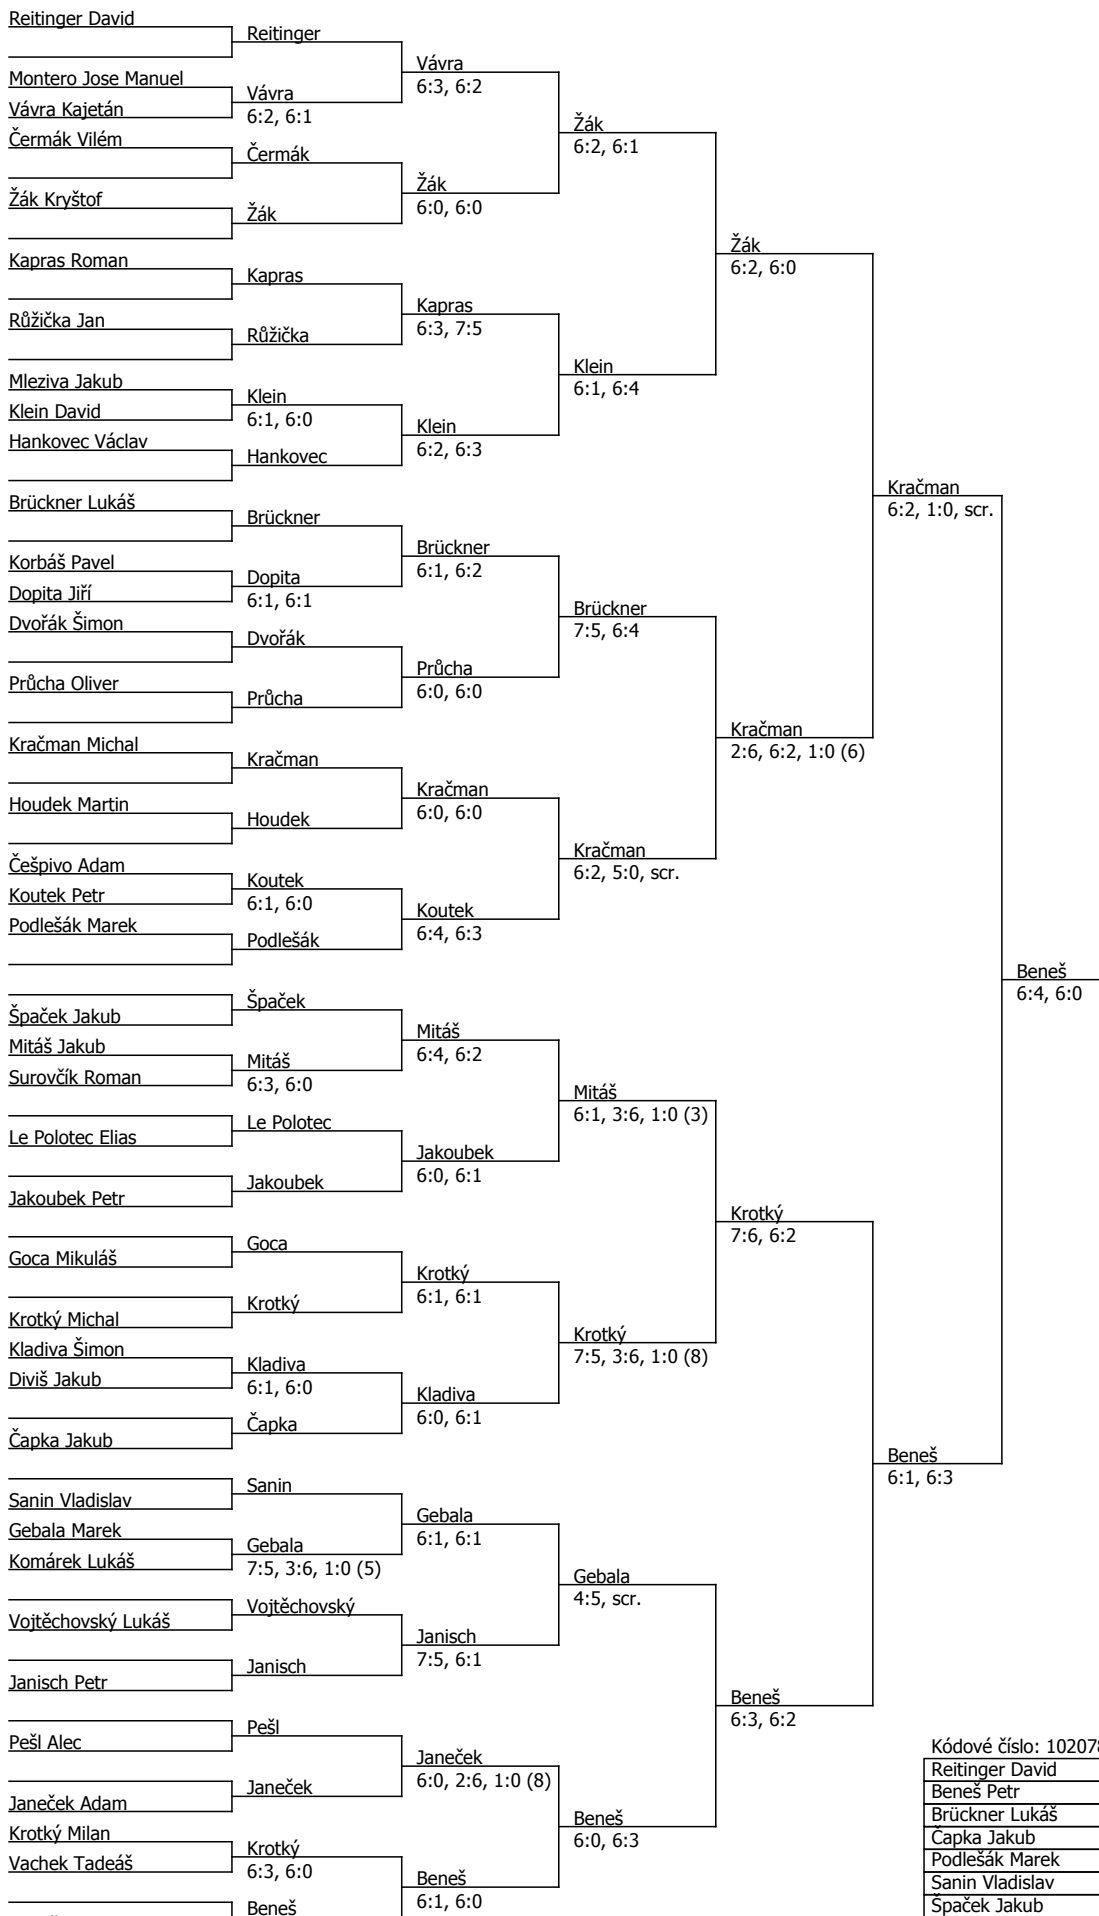 Reitinger David
Reitinger
Montero Jose Manuel
Vávra Kajetán
Vávra
6:2, 6:1
Vávra
6:3, 6:2
Čermák Vilém
Čermák
Žák Kryštof
Žák
Žák
6:0, 6:0
Žák
6:2, 6:1
Kapras Roman
Kapras
Růžička Jan
Růžička
Kapras
6:3, 7:5
Mleziva Jakub
Klein David
Klein
6:1, 6:0
Hankovec Václav
Hankovec
Klein
6:2, 6:3
Klein
6:1, 6:4
Žák
6:2, 6:0
Brückner Lukáš
Brückner
Korbáš Pavel
Dopita Jiří
Dopita
6:1, 6:1
Brückner
6:1, 6:2
Dvořák Šimon
Dvořák
Průcha Oliver
Průcha
Průcha
6:0, 6:0
Brückner
7:5, 6:4
Kračman Michal
Kračman
Houdek Martin
Houdek
Kračman
6:0, 6:0
Češpivo Adam
Koutek Petr
Koutek
6:1, 6:0
Podlešák Marek
Podlešák
Koutek
6:4, 6:3
Kračman
6:2, 5:0, scr.
Kračman
2:6, 6:2, 1:0 (6)
Kračman
6:2, 1:0, scr.
Špaček Jakub
Špaček
Mitáš Jakub
Surovčík Roman
Mitáš
6:3, 6:0
Mitáš
6:4, 6:2
Le Polotec Elias
Le Polotec
Jakoubek Petr
Jakoubek
Jakoubek
6:0, 6:1
Mitáš
6:1, 3:6, 1:0 (3)
Goca Mikuláš
Goca
Krotký Michal
Krotký
Krotký
6:1, 6:1
Kladiva Šimon
Diviš Jakub
Kladiva
6:1, 6:0
Čapka Jakub
Čapka
Kladiva
6:0, 6:1
Krotký
7:5, 3:6, 1:0 (8)
Krotký
7:6, 6:2
Sanin Vladislav
Sanin
Gebala Marek
Komárek Lukáš
Gebala
7:5, 3:6, 1:0 (5)
Gebala
6:1, 6:1
Vojtěchovský Lukáš
Vojtěchovský
Janisch Petr
Janisch
Janisch
7:5, 6:1
Gebala
4:5, scr.
Pešl Alec
Pešl
Janeček Adam
Janeček
Janeček
6:0, 2:6, 1:0 (8)
Krotký Milan
Vachek Tadeáš
Krotký
6:3, 6:0
Beneš
Beneš
6:1, 6:0
Beneš
6:0, 6:3
Beneš
6:3, 6:2
Beneš
6:1, 6:3
Beneš
6:4, 6:0
Kódové číslo: 102078
Reitinger David
Beneš Petr
Brückner Lukáš
Čapka Jakub
Podlešák Marek
Sanin Vladislav
Špaček Jakub